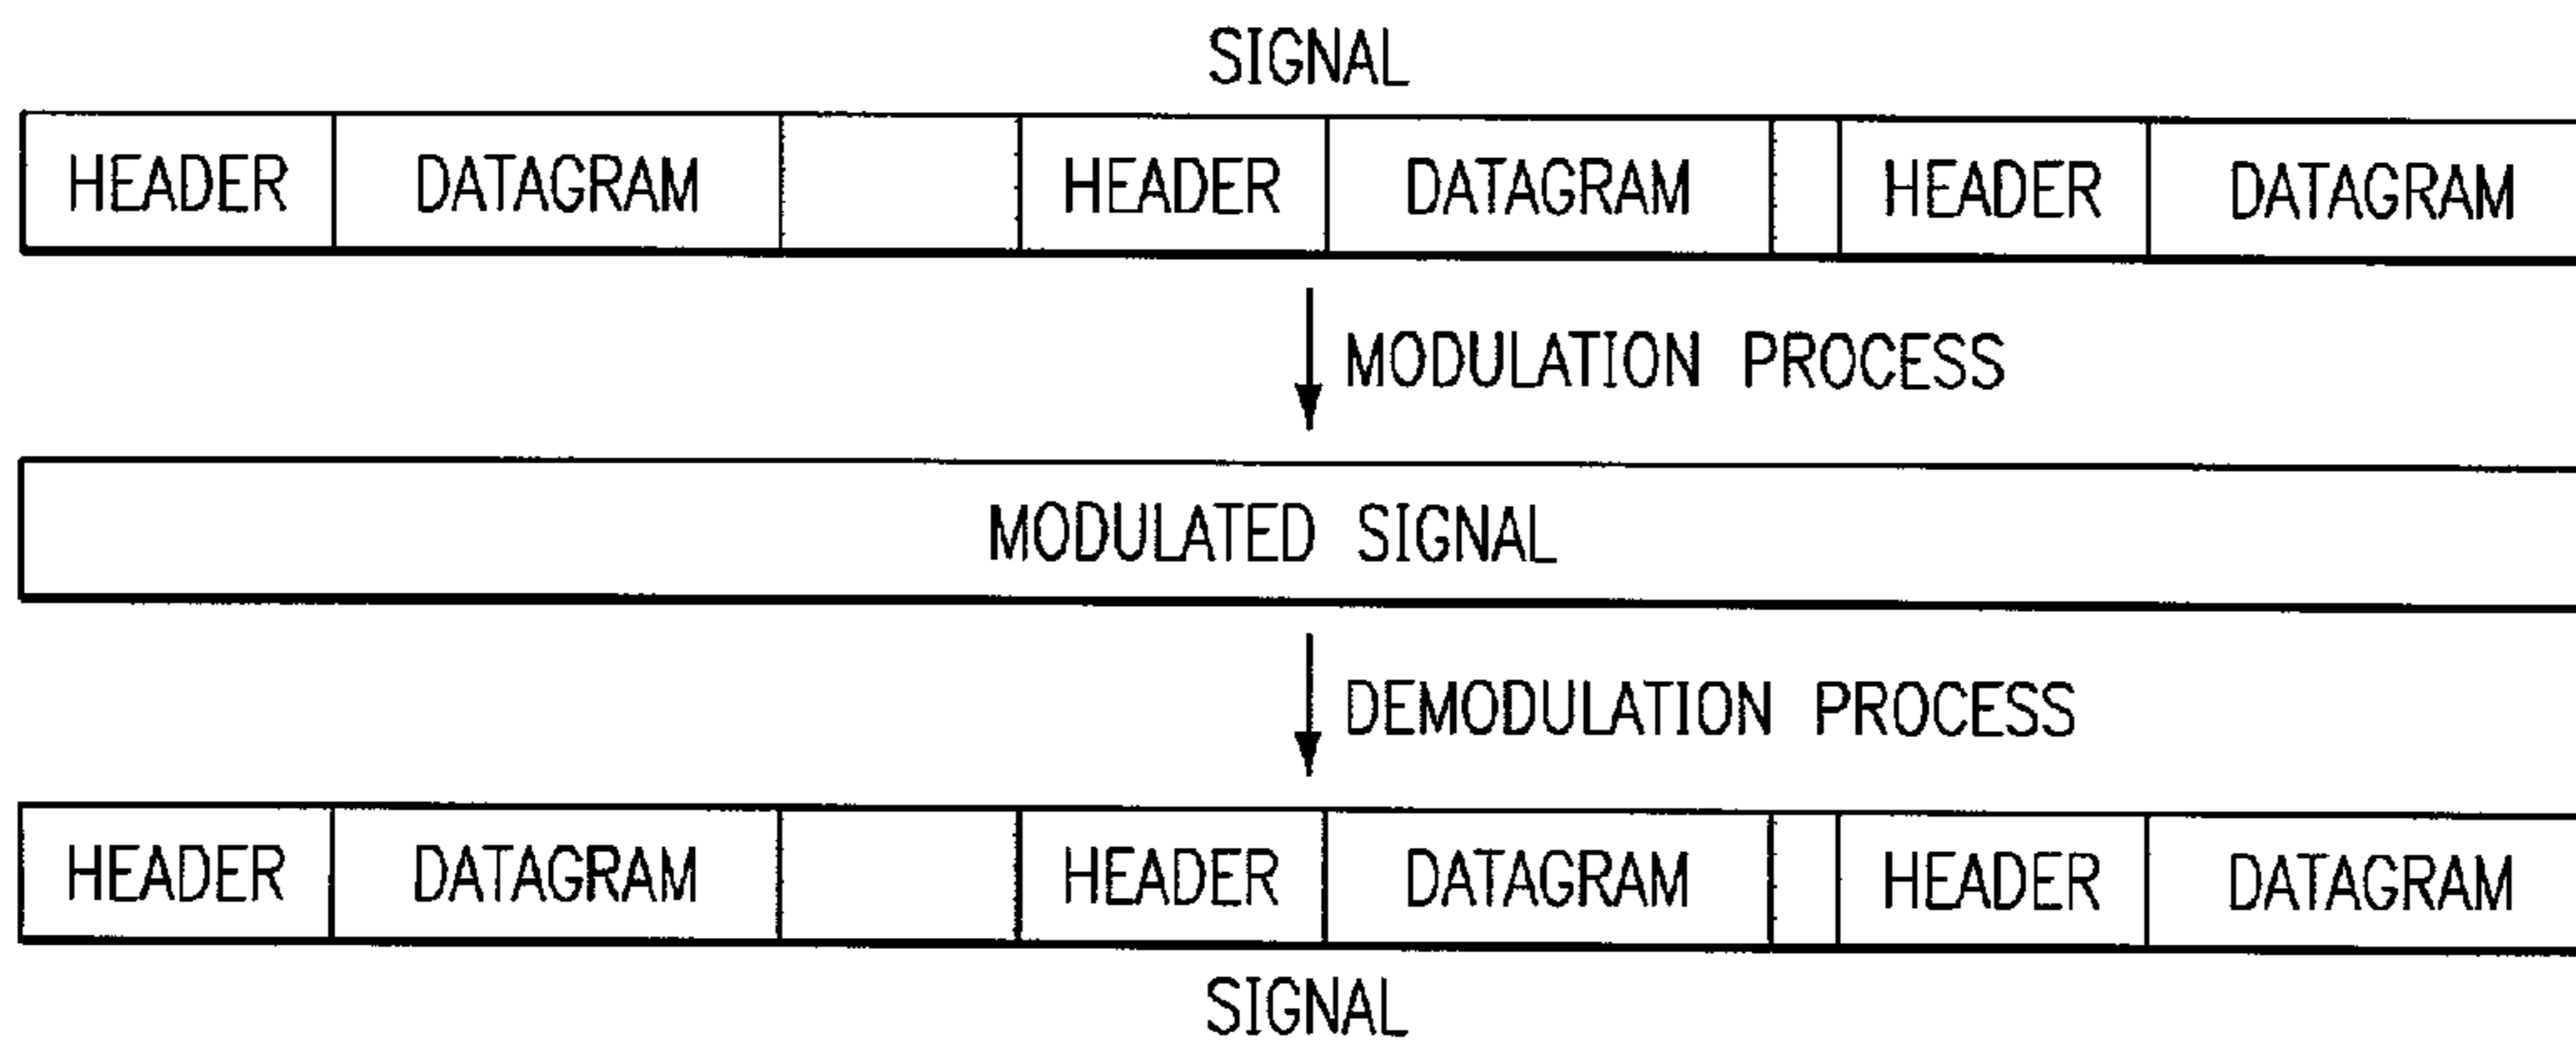 SIGNAL
HEADER DATAGRAM HEADER DATAGRAM HEADER DATAGRAM
MODULATION PROCESS
MODULATED SIGNAL
DEMODULATION PROCESS
HEADER DATAGRAM HEADER DATAGRAM HEADER DATAGRAM
SIGNAL